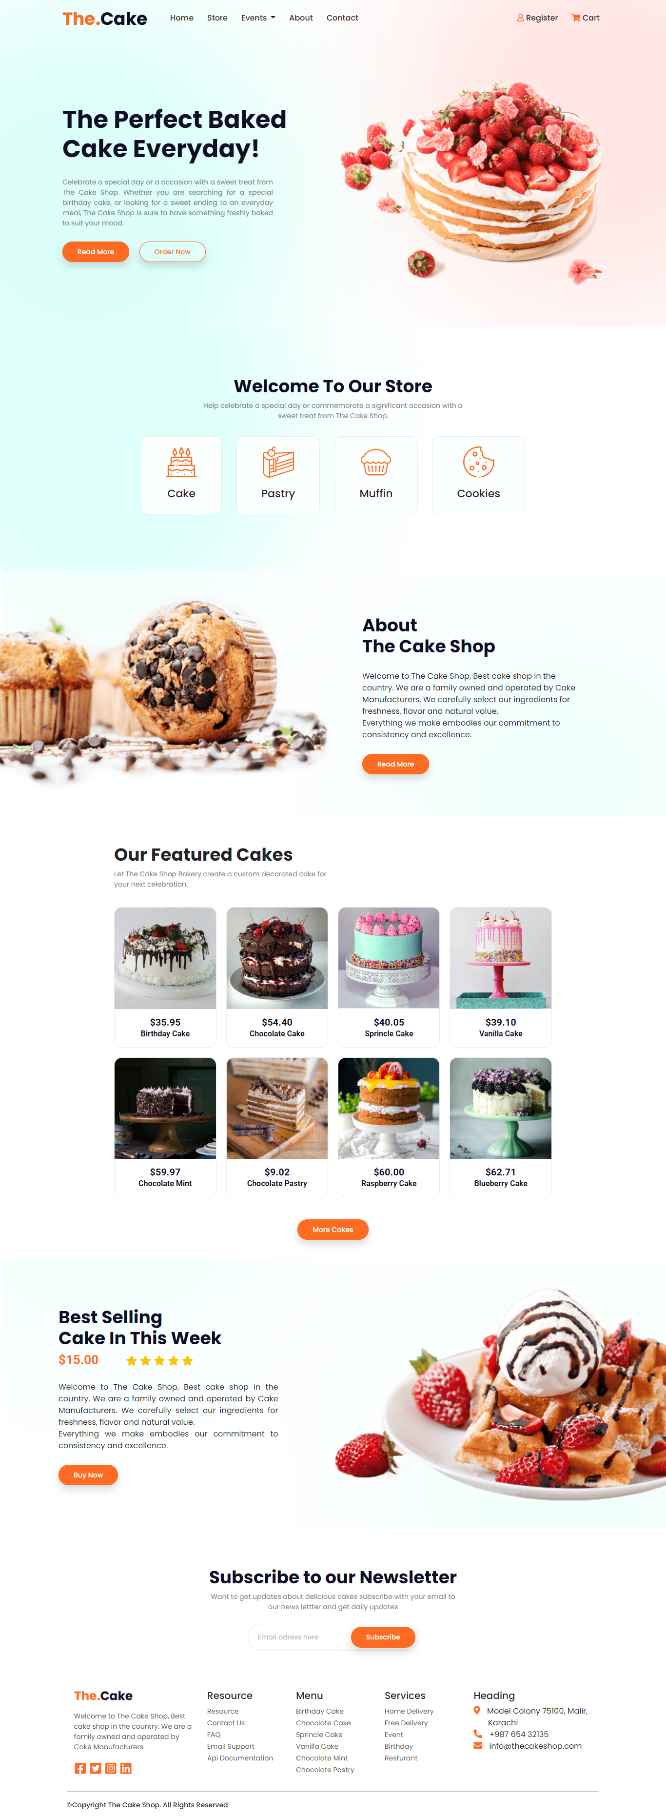 The.Cake
Home
Store
Events
About
Contact
Register
Cart
The Perfect Baked
Cake Everyday!
Celebrate a special day or a occasion with a sweet treat from
The Cake Shop. Whether you are searching for a special
birthday cake, or looking for a sweet ending to an everyday
meal, The Cake Shop is sure to have something freshly baked
to suit your mood.
Read More
Order Now
Welcome To Our Store
Help celebrate a special day or commemorate a significant occasion with a
sweet treat from The Cake Shop.
Cake
Pastry
Muffin
Cookies
About
The Cake Shop
Welcome to The Cake Shop, Best cake shop in the
country. We are a family owned and operated by Cake
Manufacturers. We carefully select our ingredients for
freshness, flavor and natural value.
Everything we make embodies our commitment to
consistency and excellence.
Read More
Our Featured Cakes
Let The Cake Shop Bakery create a custom decorated cake for
your next celebration.
$35.95
Birthday Cake
$54.40
Chocolate Cake
$40.05
Sprincle Cake
$39.10
Vanilla Cake
$59.97
Chocolate Mint
$9.02
Chocolate Pastry
$60.00
Raspberry Cake
$62.71
Blueberry Cake
More Cakes
Best Selling
Cake In This Week
$15.00
Welcome to The Cake Shop, Best cake shop in the
country. We are a family owned and operated by Cake
Manufacturers. We carefully select our ingredients for
freshness, flavor and natural value.
Everything we make embodies our commitment to
consistency and excellence.
Buy Now
Subscribe to our Newsletter
Want to get updates about delicious cakes subscribe with your email to
our news lettter and get daily updates
Email adress here
Subscribe
The.Cake
Welcome to The Cake Shop, Best
cake shop in the country. We are a
family owned and operated by
Cake Manufacturers.
Resource
Resource
Contact Us
FAQ
Email Support
Api Documentation
Menu
Birthday Cake
Chocolate Cake
Sprincle Cake
Vanilla Cake
Chocolate Mint
Chocolate Pastry
Services
Home Delivery
Free Delivery
Event
Birthday
Resturant
Heading
Model Colony 75100, Malir,
Karachi
+987 654 32135
info@thecakeshop.com
©Copyright The Cake Shop. All Rights Reserved